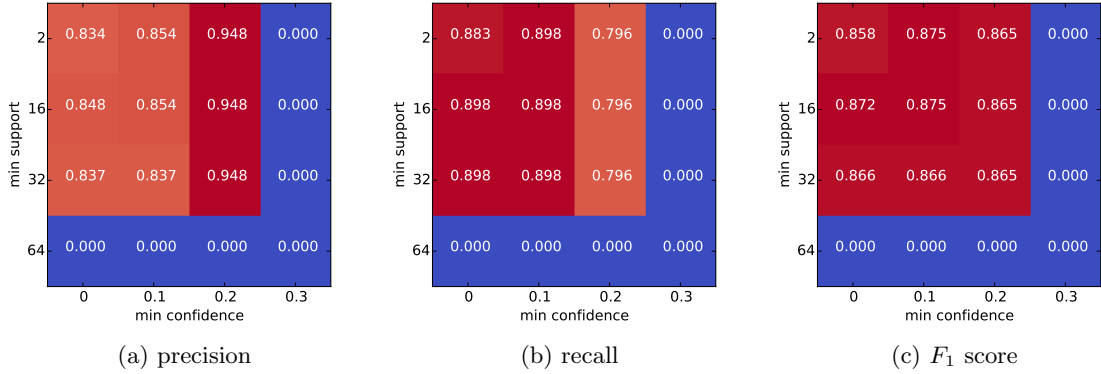 min support
2
0.834 0.854 0.948 0.000
16
0.848 0.854 0.948 0.000
32
0.837 0.837 0.948 0.000
64
0.000 0.000 0.000 0.000
0 0.1 0.2 0.3
min confidence
(a) precision
min support
2
0.883 0.898 0.796 0.000
16
0.898 0.898 0.796 0.000
32
0.898 0.898 0.796 0.000
64
0.000 0.000 0.000 0.000
0 0.1 0.2 0.3
min confidence
(b) recall
min support
2
0.858 0.875 0.865 0.000
16
0.872 0.875 0.865 0.000
32
0.866 0.866 0.865 0.000
64
0.000 0.000 0.000 0.000
0 0.1 0.2 0.3
min confidence
(c) F₁ score